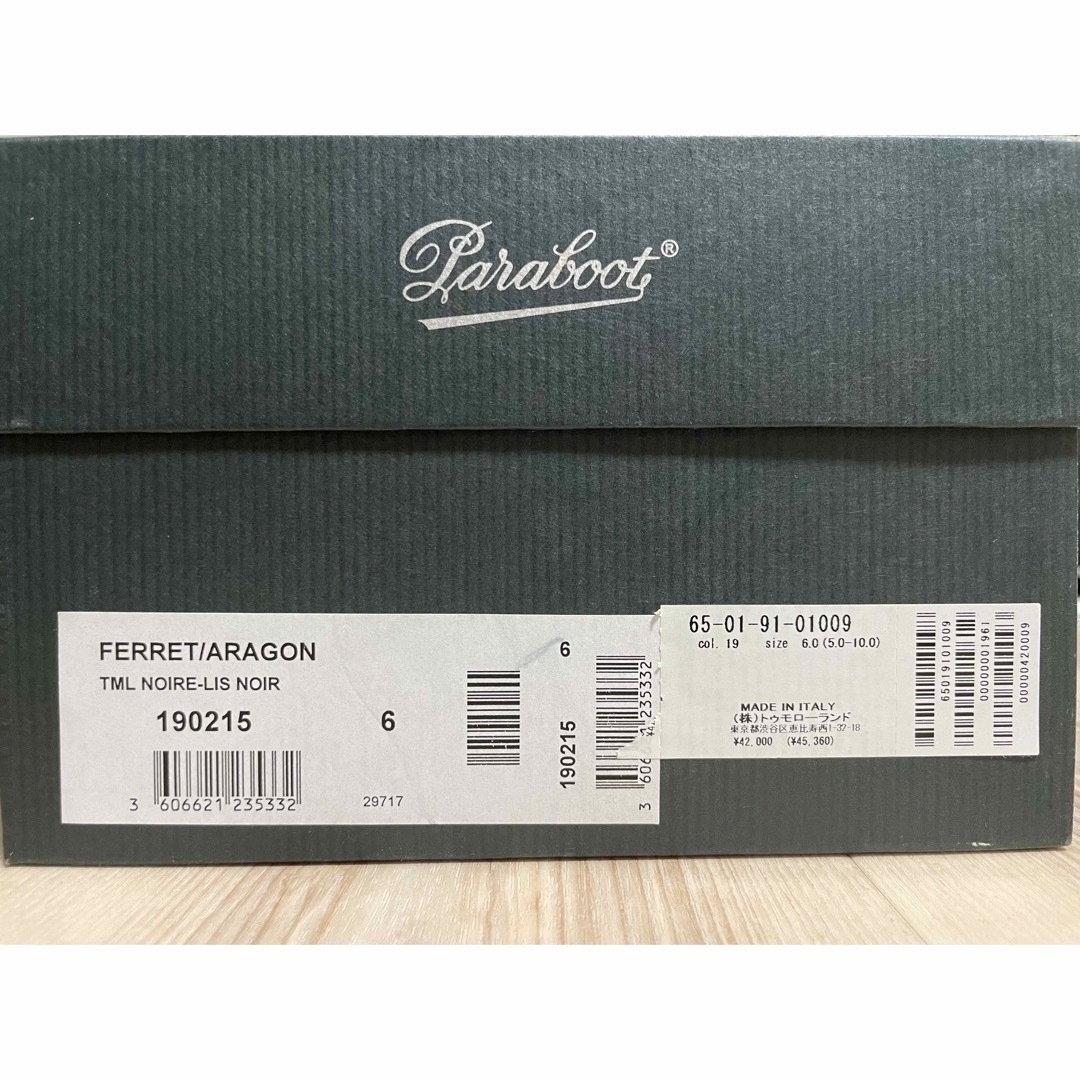 Paraboot®
FERRET/ARAGON
TML NOIRE-LIS NOIR
190215 6
3 606621 235332
29717
6
190215
3 606621 235332
65-01-91-01009
col. 19 size 6.0 (5.0-10.0)
MADE IN ITALY
(株)トゥモローランド
東京都渋谷区恵比寿西1-32-18
¥42,000 (¥45,360)
65019101009
00000001961
00000420009